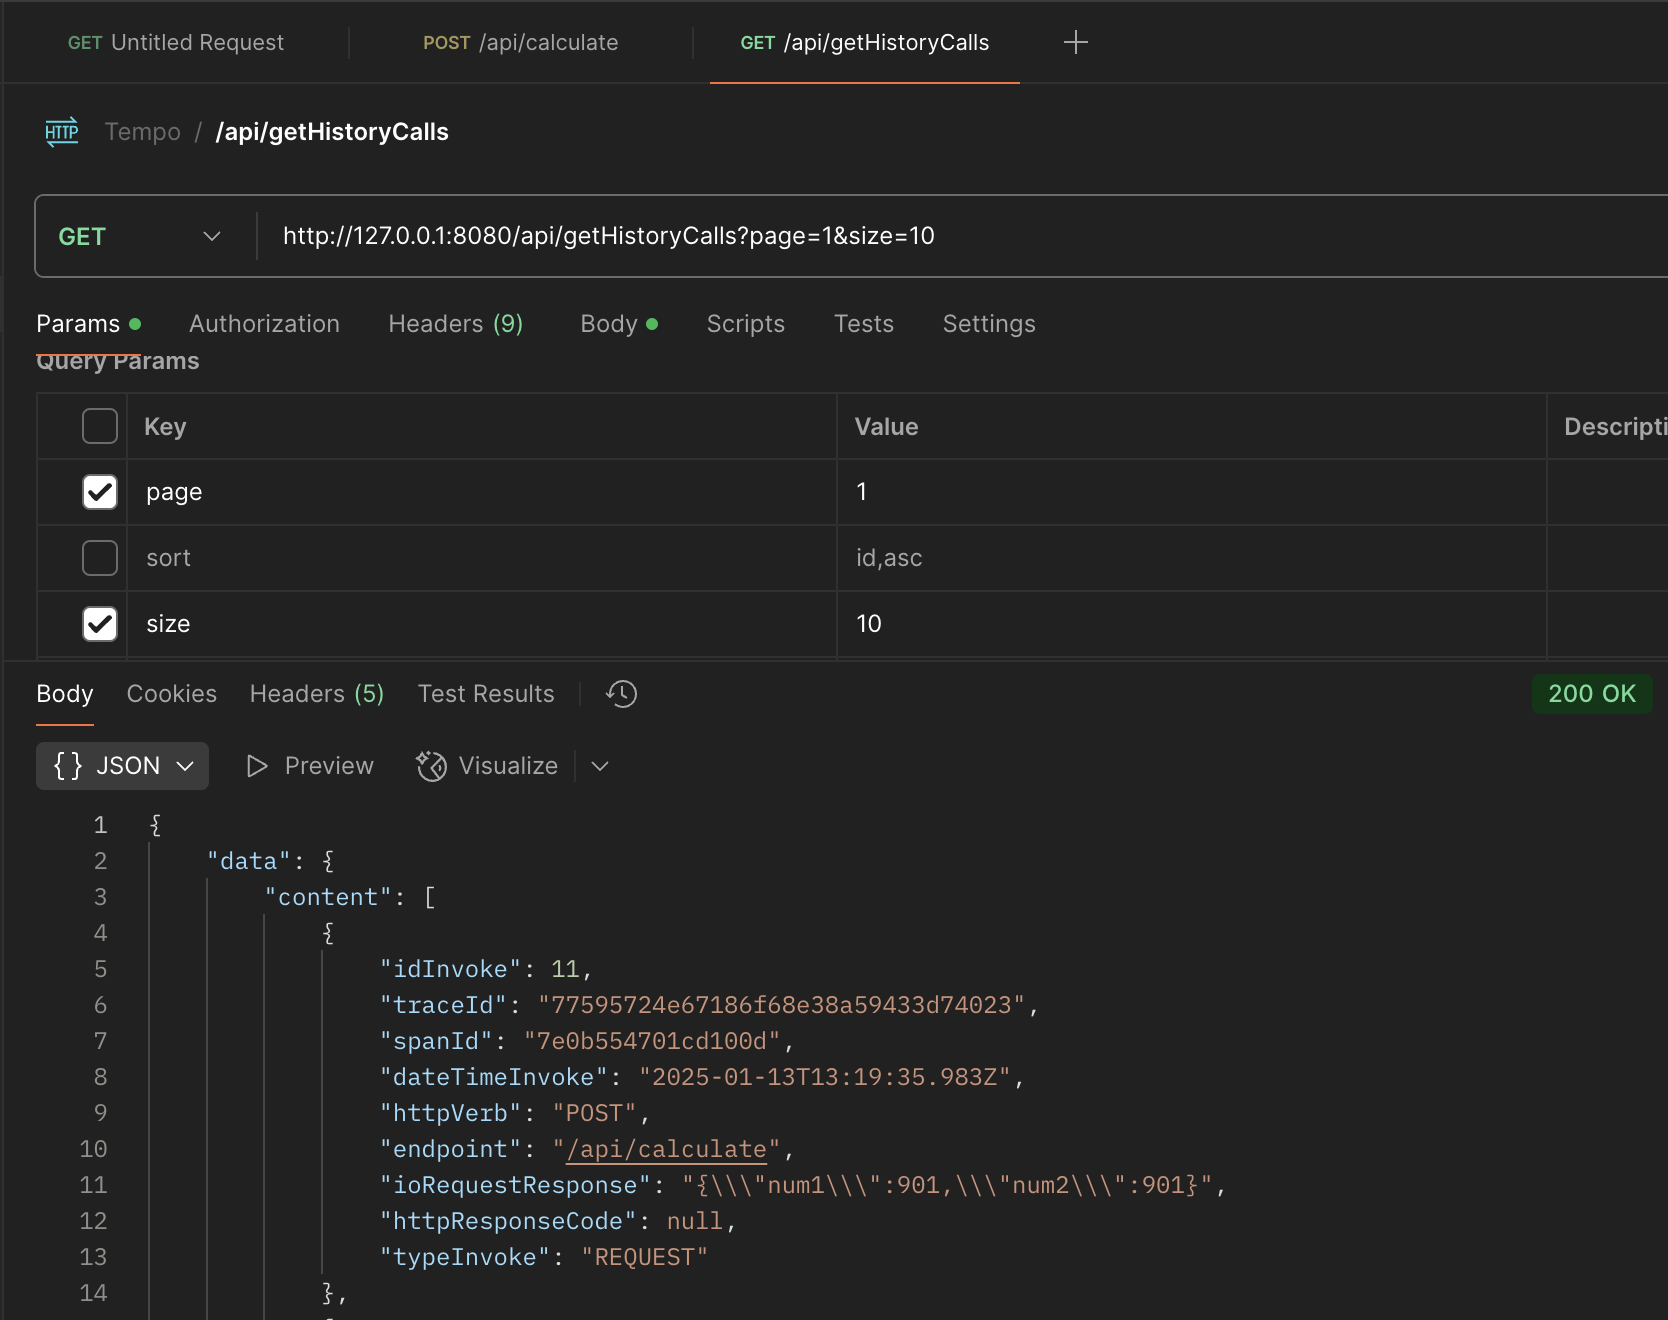 GET Untitled Request POST /api/calculate GET /api/getHistoryCalls
HTTP Tempo / /api/getHistoryCalls
GET http://127.0.0.1:8080/api/getHistoryCalls?page=1&size=10
Params Authorization Headers (9) Body Scripts Tests Settings
Query Params
Key Value Descripti
page 1
sort id,asc
size 10
Body Cookies Headers (5) Test Results 200 OK
{} JSON Preview Visualize
1 {
2 "data": {
3 "content": [
4 {
5 "idInvoke": 11,
6 "traceId": "77595724e67186f68e38a59433d74023",
7 "spanId": "7e0b554701cd100d",
8 "dateTimeInvoke": "2025-01-13T13:19:35.983Z",
9 "httpVerb": "POST",
10 "endpoint": "/api/calculate",
11 "ioRequestResponse": "{\\\"num1\\\":901,\\\"num2\\\":901}",
12 "httpResponseCode": null,
13 "typeInvoke": "REQUEST"
14 },